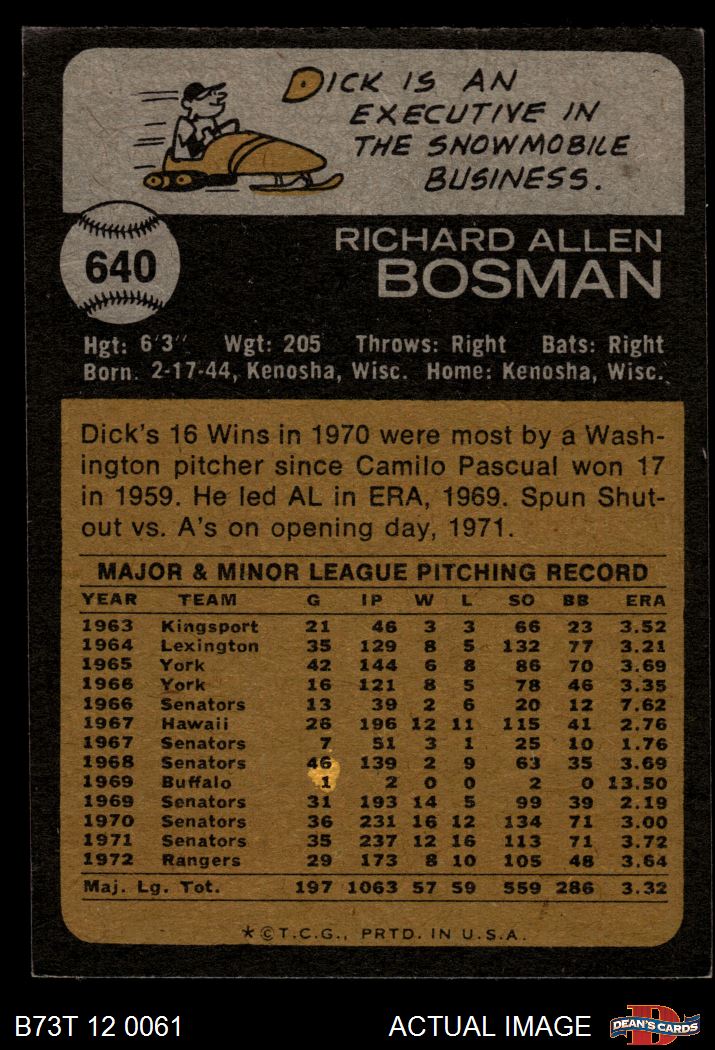 DICK IS AN
EXECUTIVE IN
THE SNOWMOBILE
BUSINESS.
640
RICHARD ALLEN
BOSMAN
Hgt: 6'3" Wgt: 205 Throws: Right Bats: Right
Born: 2-17-44, Kenosha, Wisc. Home: Kenosha, Wisc.
Dick's 16 Wins in 1970 were most by a Wash-
ington pitcher since Camilo Pascual won 17
in 1959. He led AL in ERA, 1969. Spun Shut-
out vs. A's on opening day, 1971.
MAJOR & MINOR LEAGUE PITCHING RECORD
YEAR TEAM G IP W L SO BB ERA
1963 Kingsport 21 46 3 3 66 23 3.52
1964 Lexington 35 129 8 5 132 77 3.21
1965 York 42 144 6 8 86 70 3.69
1966 York 16 121 8 5 78 46 3.35
1966 Senators 13 39 2 6 20 12 7.62
1967 Hawaii 26 196 12 11 115 41 2.76
1967 Senators 7 51 3 1 25 10 1.76
1968 Senators 46 139 2 9 63 35 3.69
1969 Buffalo 1 2 0 0 2 0 13.50
1969 Senators 31 193 14 5 99 39 2.19
1970 Senators 36 231 16 12 134 71 3.00
1971 Senators 35 237 12 16 113 71 3.72
1972 Rangers 29 173 8 10 105 48 3.64
Maj. Lg. Tot. 197 1063 57 59 559 286 3.32
*©T.C.G., PRTD. IN U.S.A.
B73T 12 0061 ACTUAL IMAGE DEAN'S CARDS